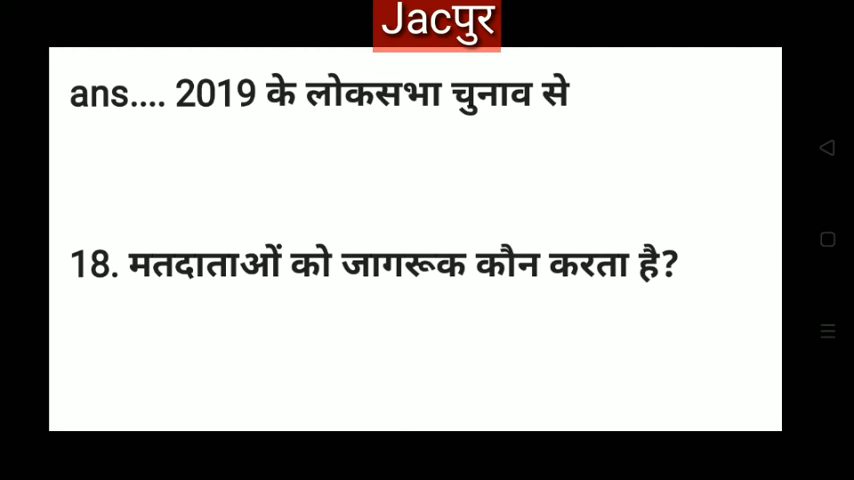 Jacपुर
ans.... 2019 के लोकसभा चुनाव से
18. मतदाताओं को जागरूक कौन करता है?